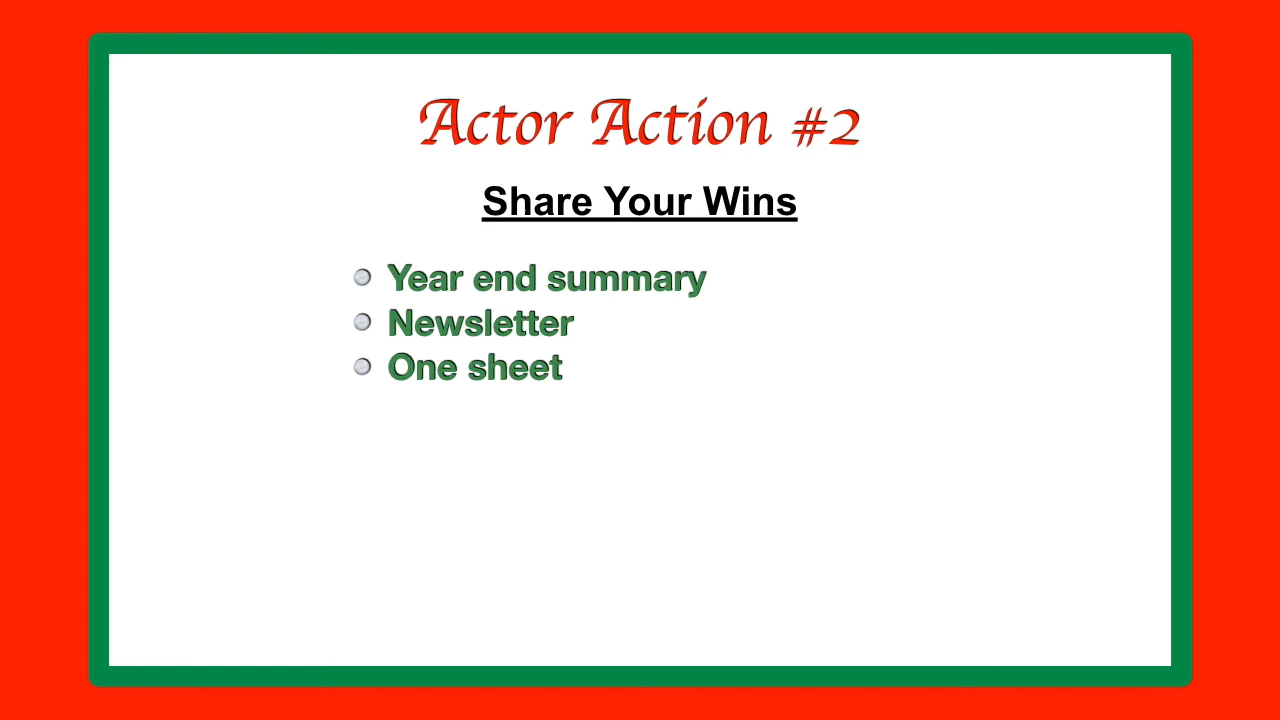 Actor Action #2
Share Your Wins
Year end summary
Newsletter
One sheet